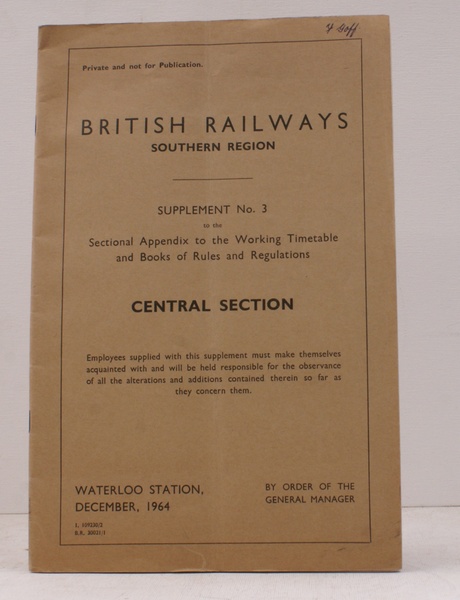 Private and not for Publication.
BRITISH RAILWAYS
SOUTHERN REGION
SUPPLEMENT No. 3
to the
Sectional Appendix to the Working Timetable
and Books of Rules and Regulations
CENTRAL SECTION
Employees supplied with this supplement must make themselves
acquainted with and will be held responsible for the observance
of all the alterations and additions contained therein so far as
they concern them.
WATERLOO STATION,
DECEMBER, 1964
BY ORDER OF THE
GENERAL MANAGER